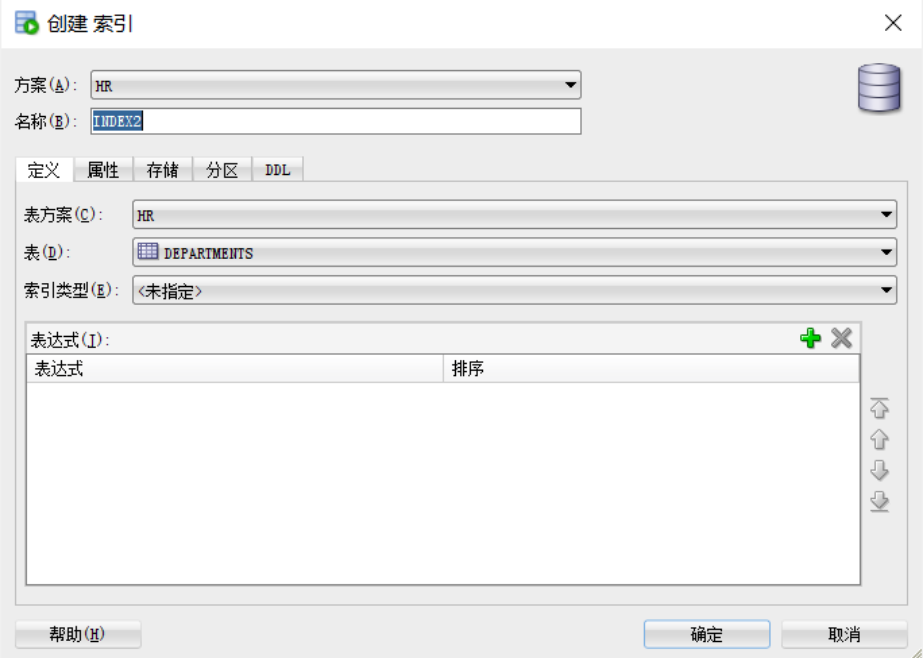 创建 索引
方案(A): HR
名称(B): INDEX2
定义 属性 存储 分区 DDL
表方案(C): HR
表(D): DEPARTMENTS
索引类型(E): <未指定>
表达式(I):
表达式 排序
帮助(H) 确定 取消